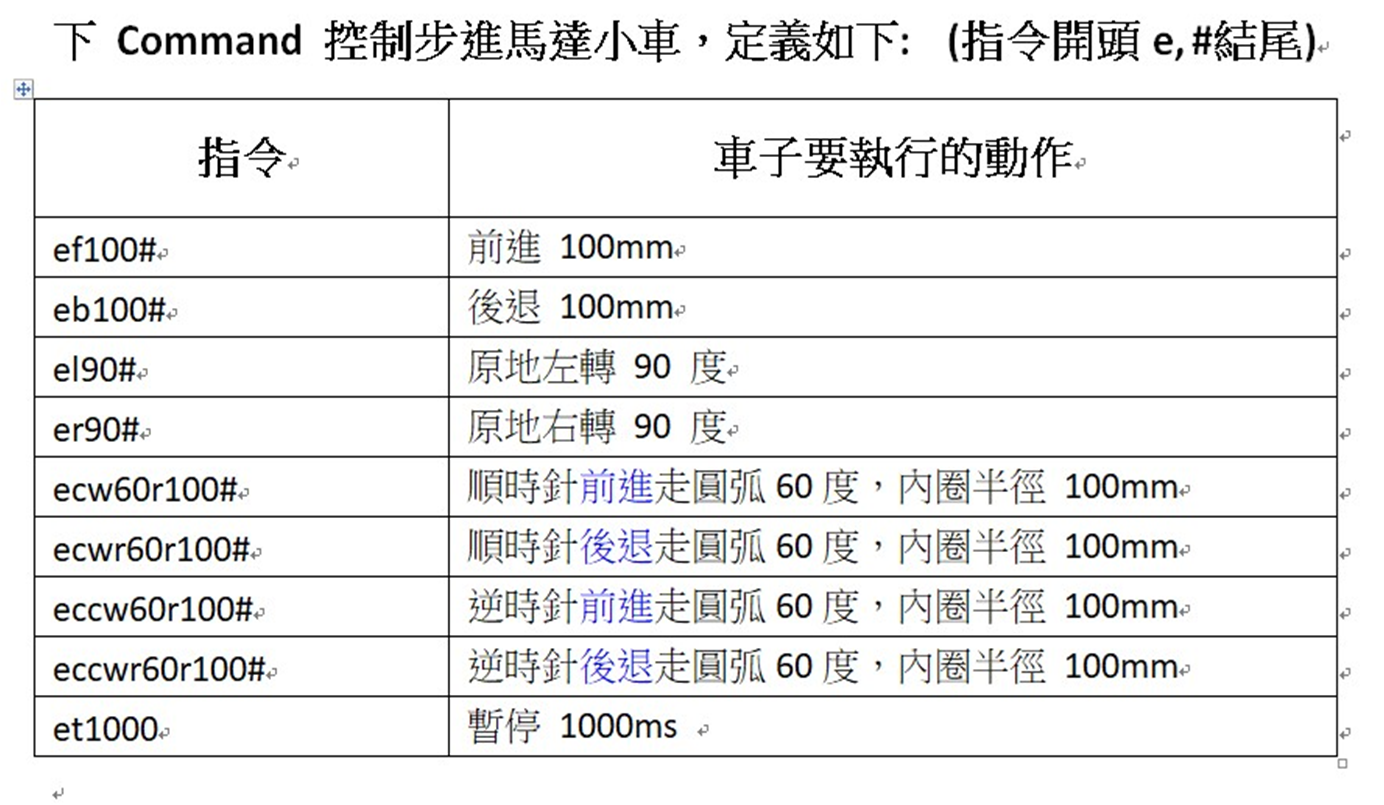 下 Command 控制步進馬達小車，定義如下: (指令開頭 e, #結尾)
指令 車子要執行的動作
ef100# 前進 100mm
eb100# 後退 100mm
el90# 原地左轉 90 度
er90# 原地右轉 90 度
ecw60r100# 順時針前進走圓弧 60 度，內圈半徑 100mm
ecwr60r100# 順時針後退走圓弧 60 度，內圈半徑 100mm
eccw60r100# 逆時針前進走圓弧 60 度，內圈半徑 100mm
eccwr60r100# 逆時針後退走圓弧 60 度，內圈半徑 100mm
et1000 暫停 1000ms